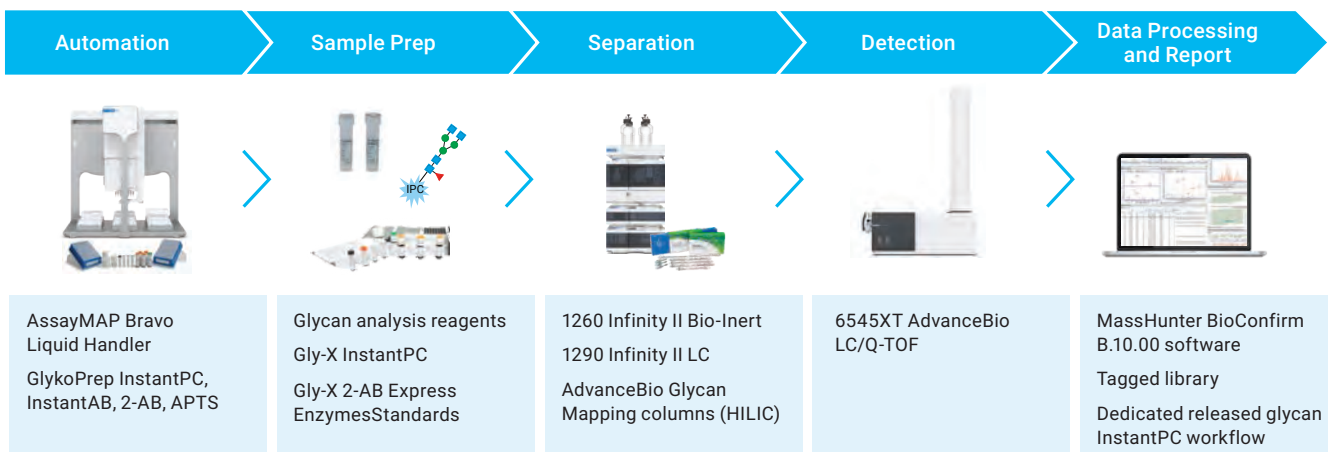 Automation
Sample Prep
Separation
Detection
Data Processing
and Report
IPC
AssayMAP Bravo
Liquid Handler
GlykoPrep InstantPC,
InstantAB, 2-AB, APTS
Glycan analysis reagents
Gly-X InstantPC
Gly-X 2-AB Express
EnzymesStandards
1260 Infinity II Bio-Inert
1290 Infinity II LC
AdvanceBio Glycan
Mapping columns (HILIC)
6545XT AdvanceBio
LC/Q-TOF
MassHunter BioConfirm
B.10.00 software
Tagged library
Dedicated released glycan
InstantPC workflow